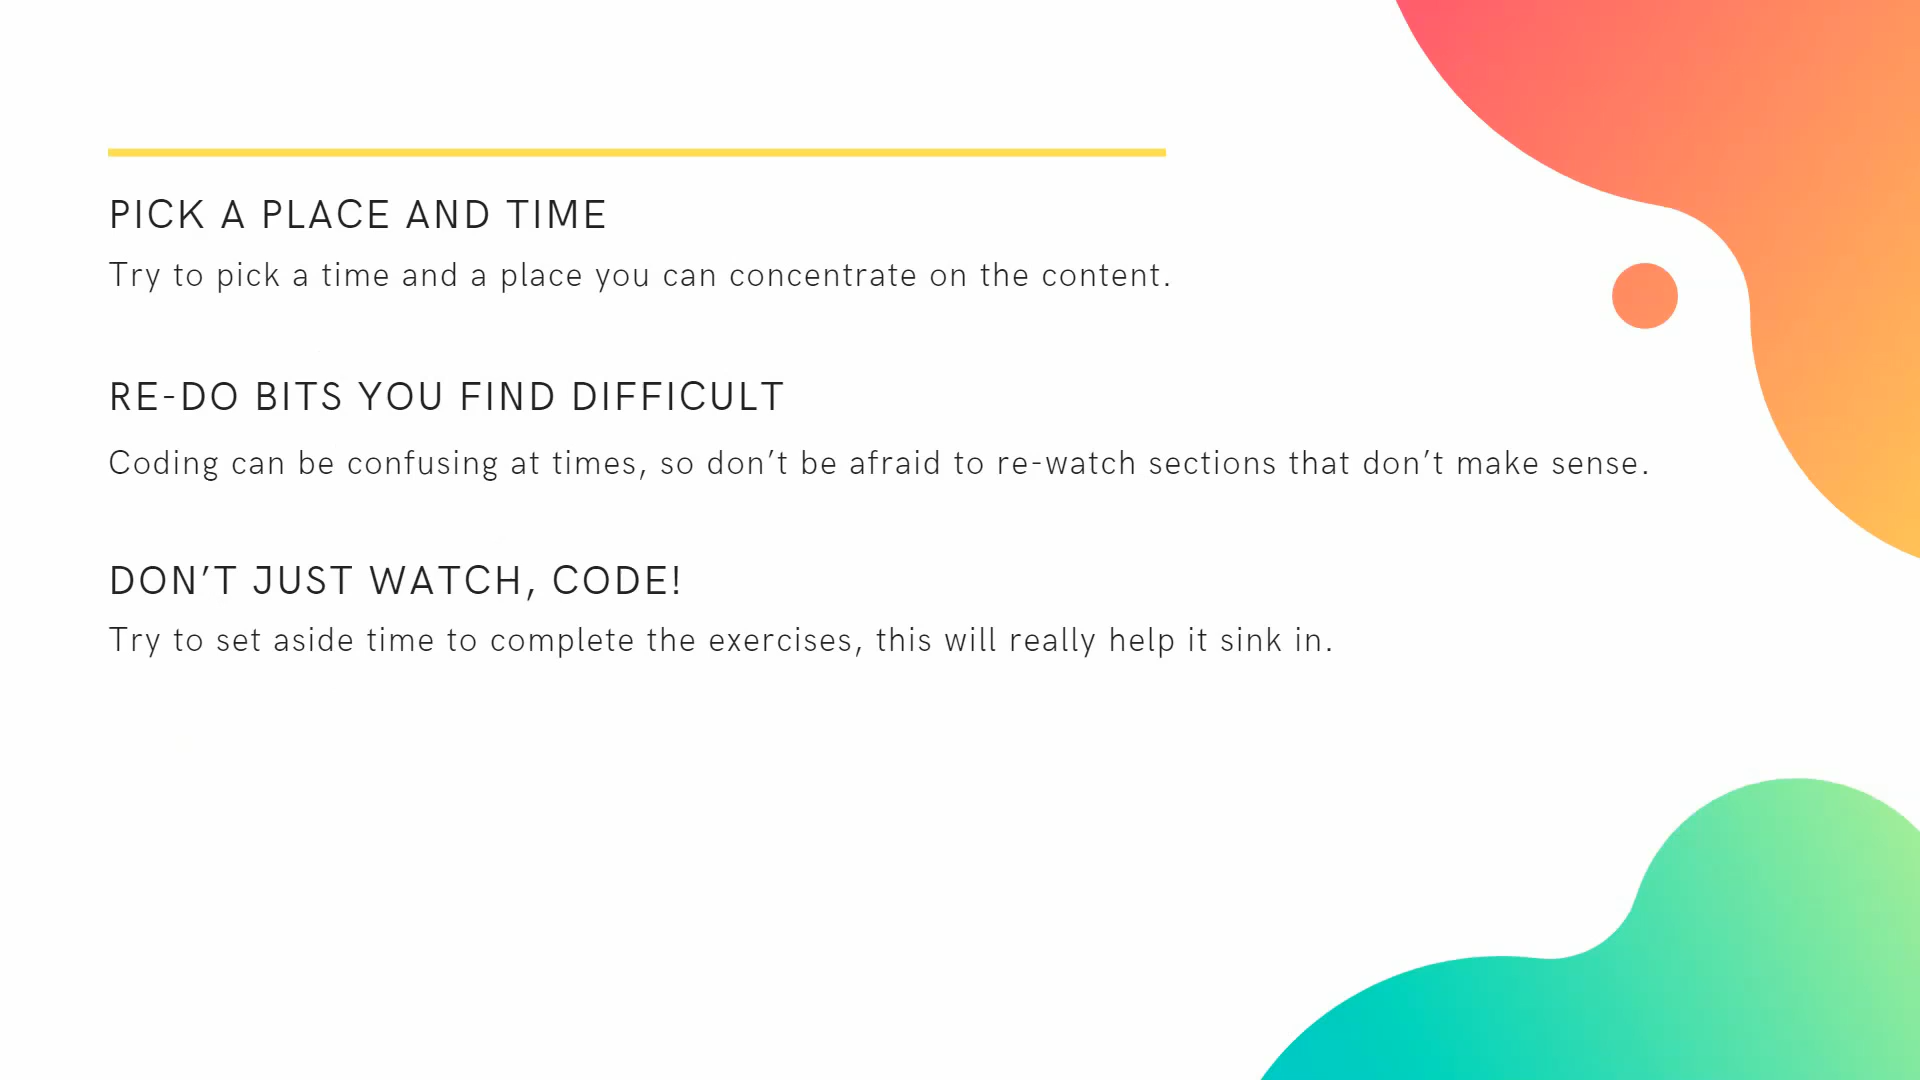 PICK A PLACE AND TIME
Try to pick a time and a place you can concentrate on the content.
RE-DO BITS YOU FIND DIFFICULT
Coding can be confusing at times, so don’t be afraid to re-watch sections that don’t make sense.
DON’T JUST WATCH, CODE!
Try to set aside time to complete the exercises, this will really help it sink in.